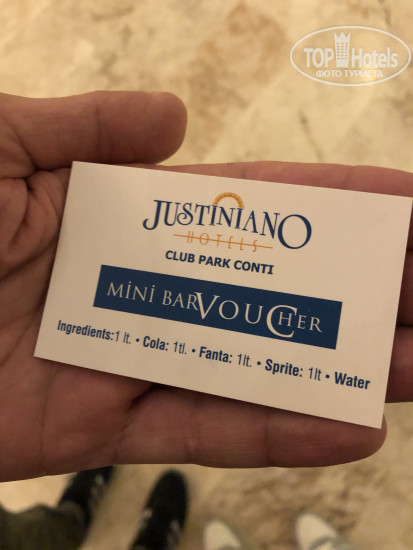 TOP Hotels
ФОТО ТУРИСТА
JUSTINIANO
HOTELS
CLUB PARK CONTI
MİNİ BAR VOUCHER
Ingredients:1 lt. • Cola: 1tl. • Fanta: 1lt. • Sprite: 1lt • Water